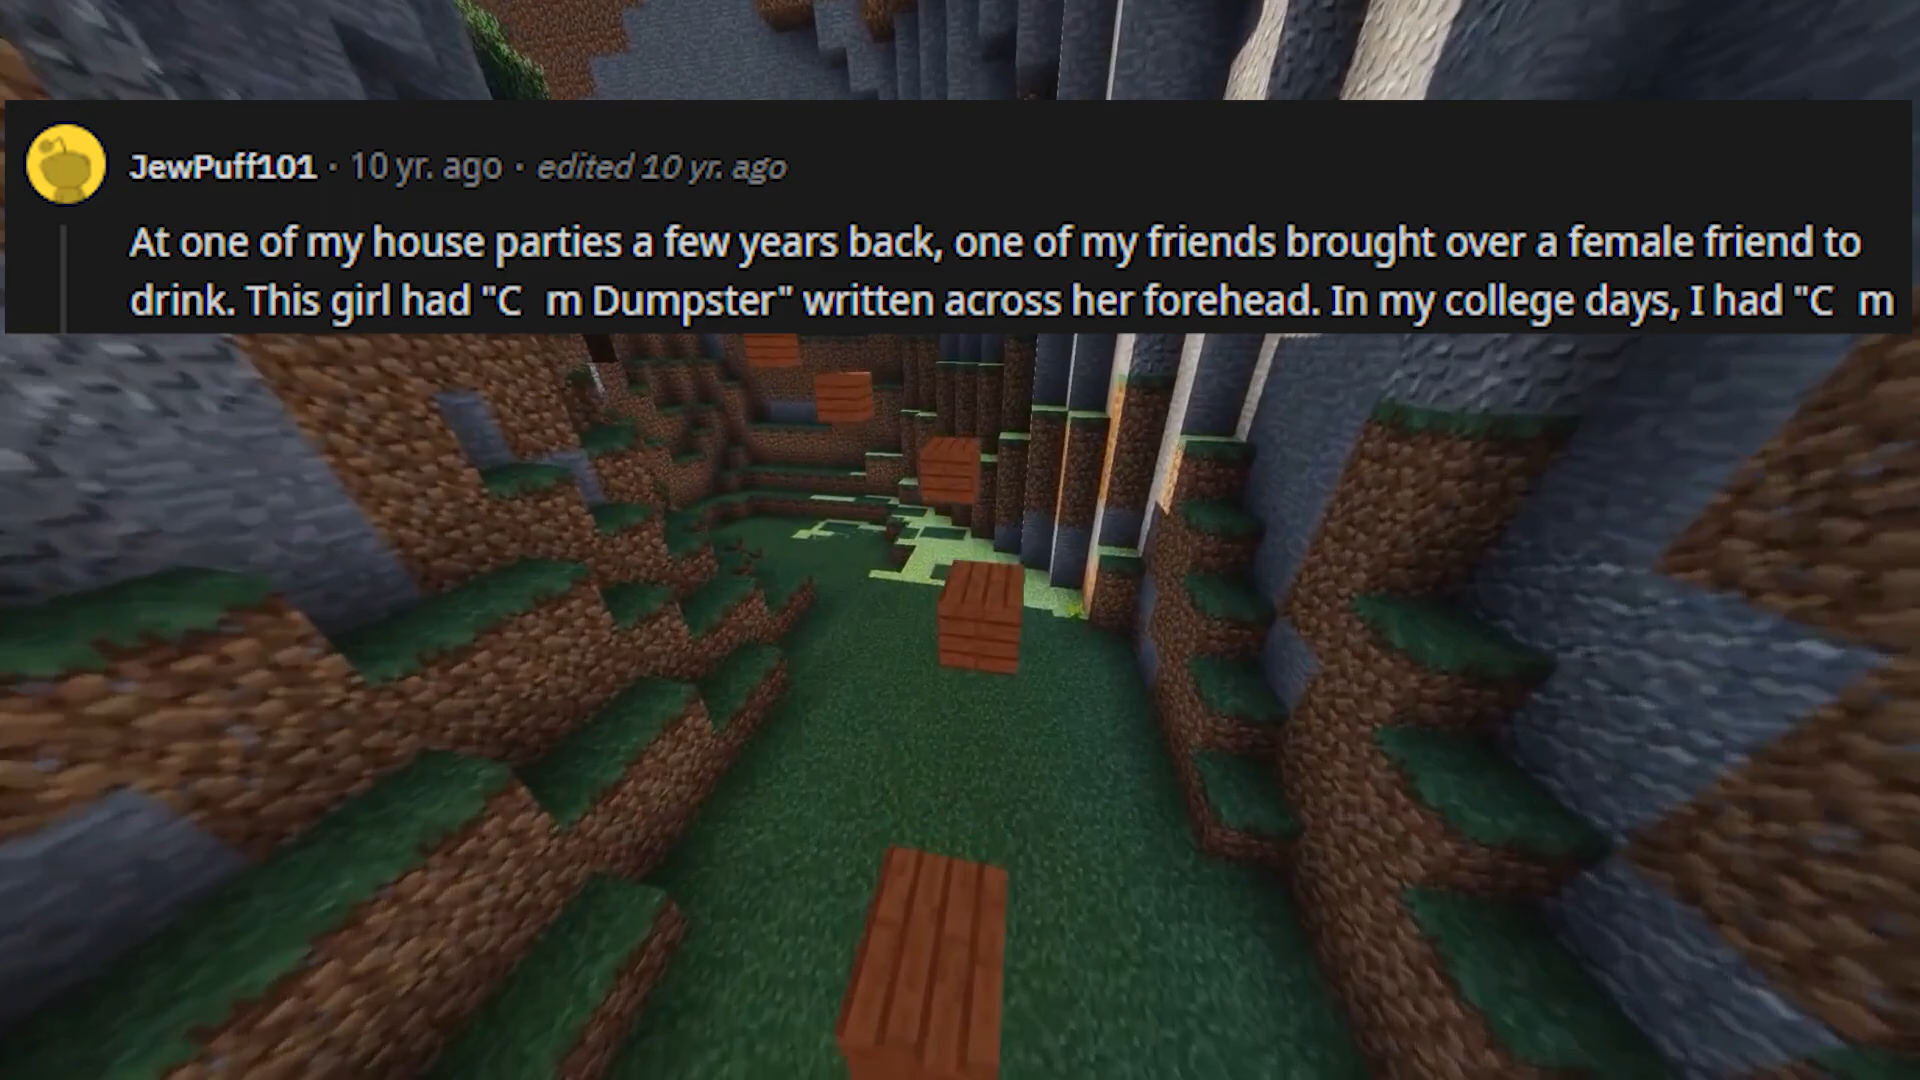 JewPuff101 · 10 yr. ago · edited 10 yr. ago
At one of my house parties a few years back, one of my friends brought over a female friend to
drink. This girl had "C m Dumpster" written across her forehead. In my college days, I had "C m